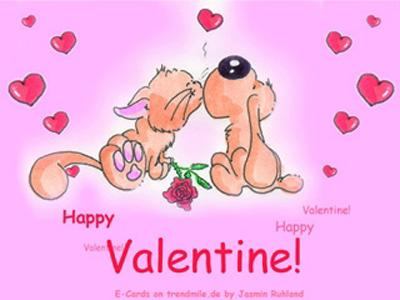 Happy
Valentine!
Happy
Valentine!
Valentine!
E-Cards on trendmile.de by Jasmin Ruhland